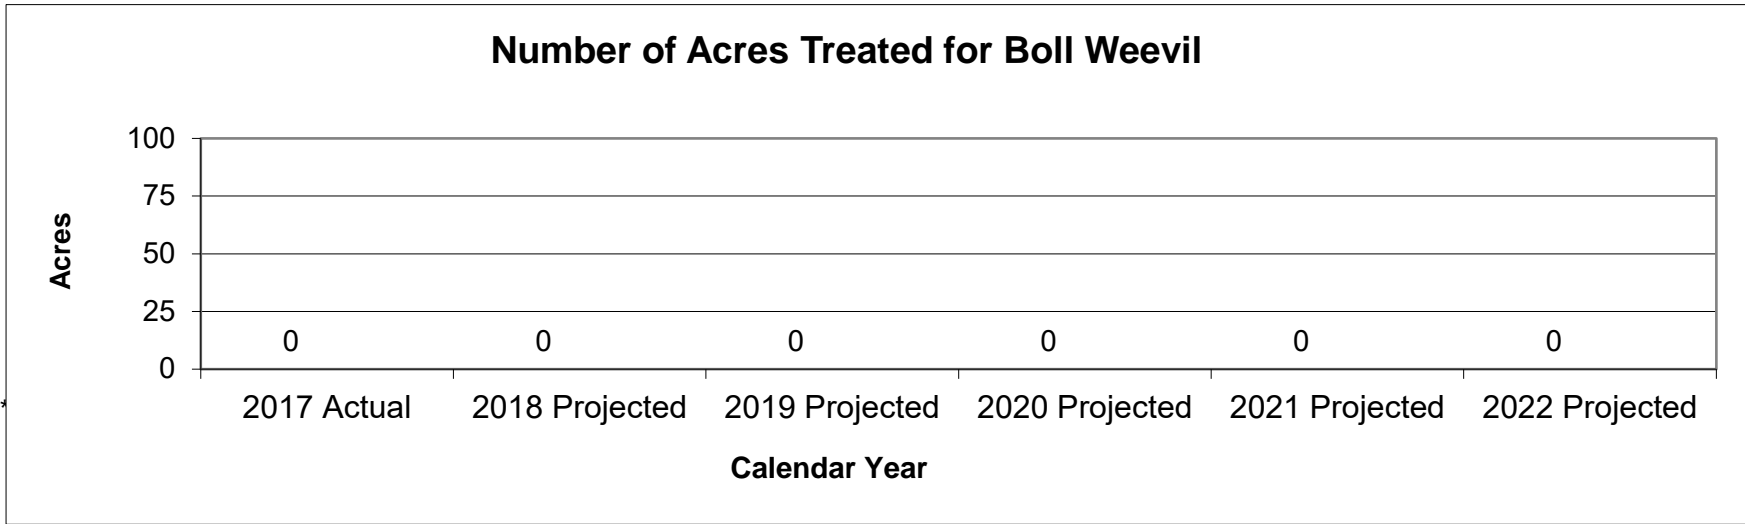 Number of Acres Treated for Boll Weevil
100
75
50
25
0
Acres
0 0 0 0 0 0
* 2017 Actual 2018 Projected 2019 Projected 2020 Projected 2021 Projected 2022 Projected
Calendar Year